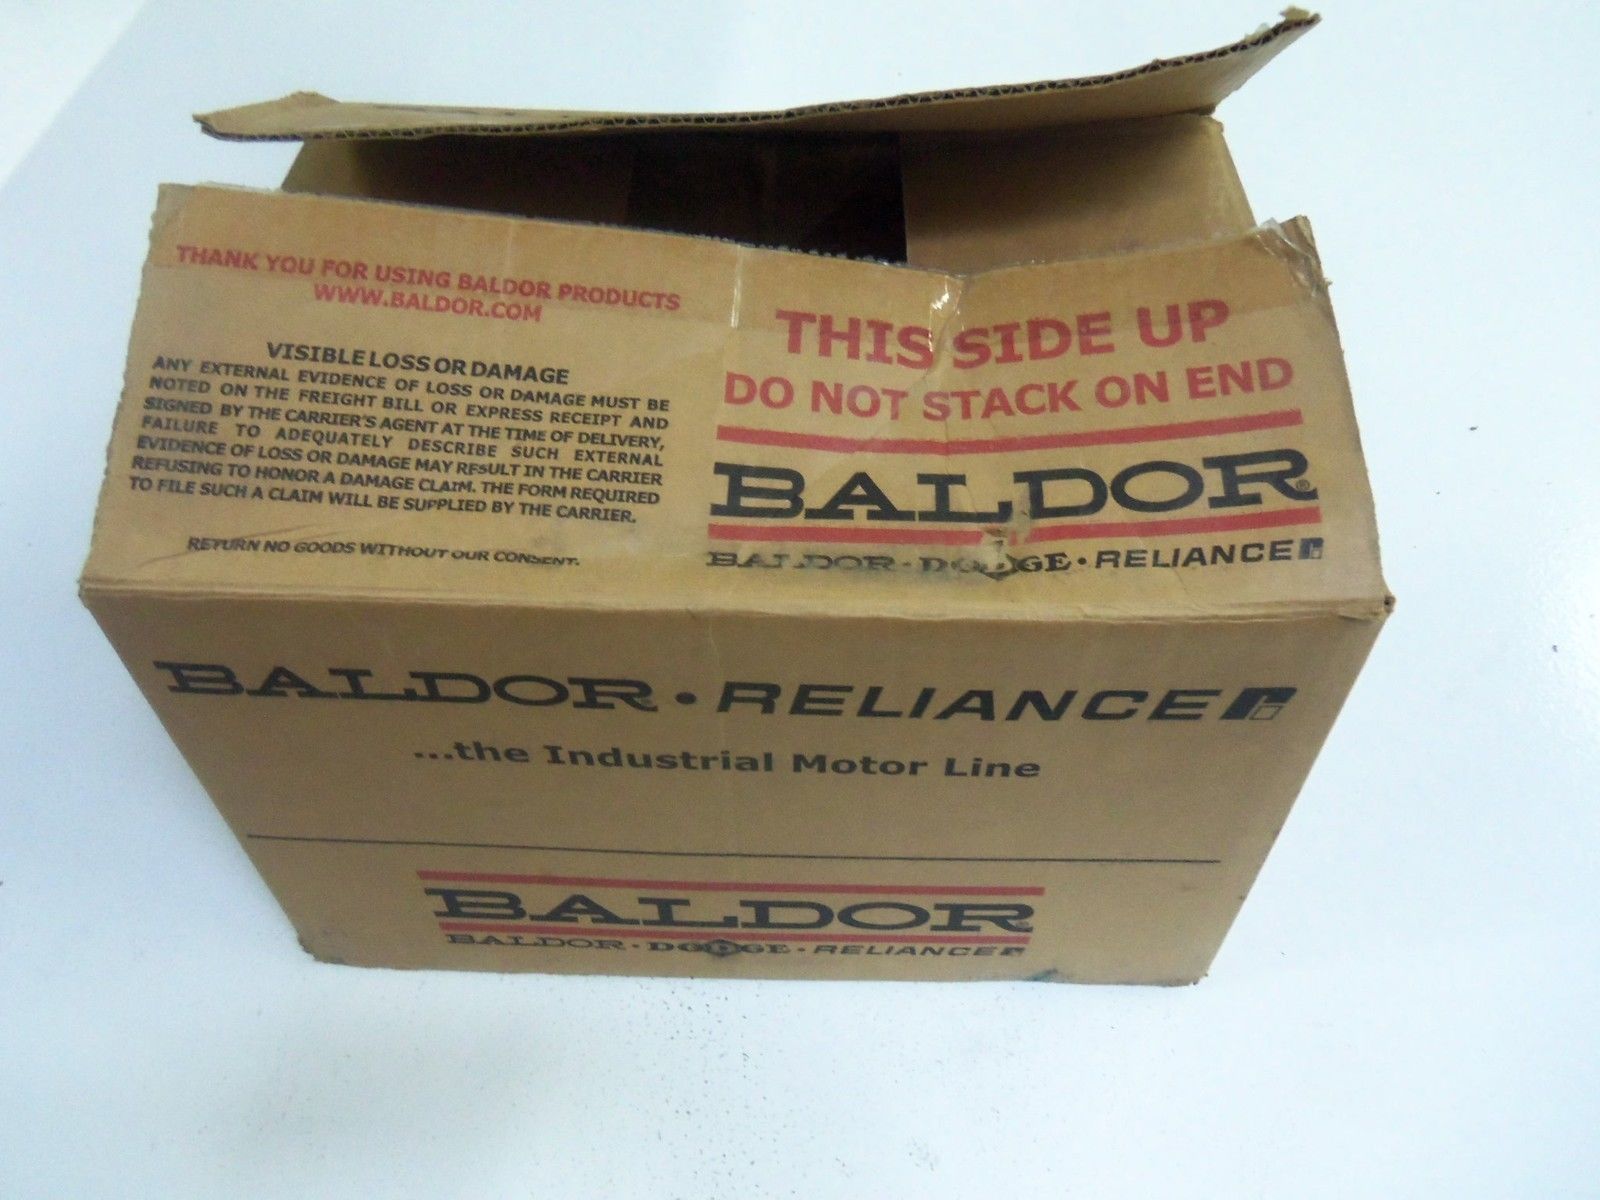 THANK YOU FOR USING BALDOR PRODUCTS
WWW.BALDOR.COM
VISIBLE LOSS OR DAMAGE
ANY EXTERNAL EVIDENCE OF LOSS OR DAMAGE MUST BE
NOTED ON THE FREIGHT BILL OR EXPRESS RECEIPT AND
SIGNED BY THE CARRIER'S AGENT AT THE TIME OF DELIVERY,
FAILURE TO ADEQUATELY DESCRIBE SUCH EXTERNAL
EVIDENCE OF LOSS OR DAMAGE MAY RESULT IN THE CARRIER
REFUSING TO HONOR A DAMAGE CLAIM. THE FORM REQUIRED
TO FILE SUCH A CLAIM WILL BE SUPPLIED BY THE CARRIER.
RETURN NO GOODS WITHOUT OUR CONSENT.
THIS SIDE UP
DO NOT STACK ON END
BALDOR®
BALDOR • DODGE • RELIANCE
BALDOR • RELIANCE
...the Industrial Motor Line
BALDOR
BALDOR • DODGE • RELIANCE